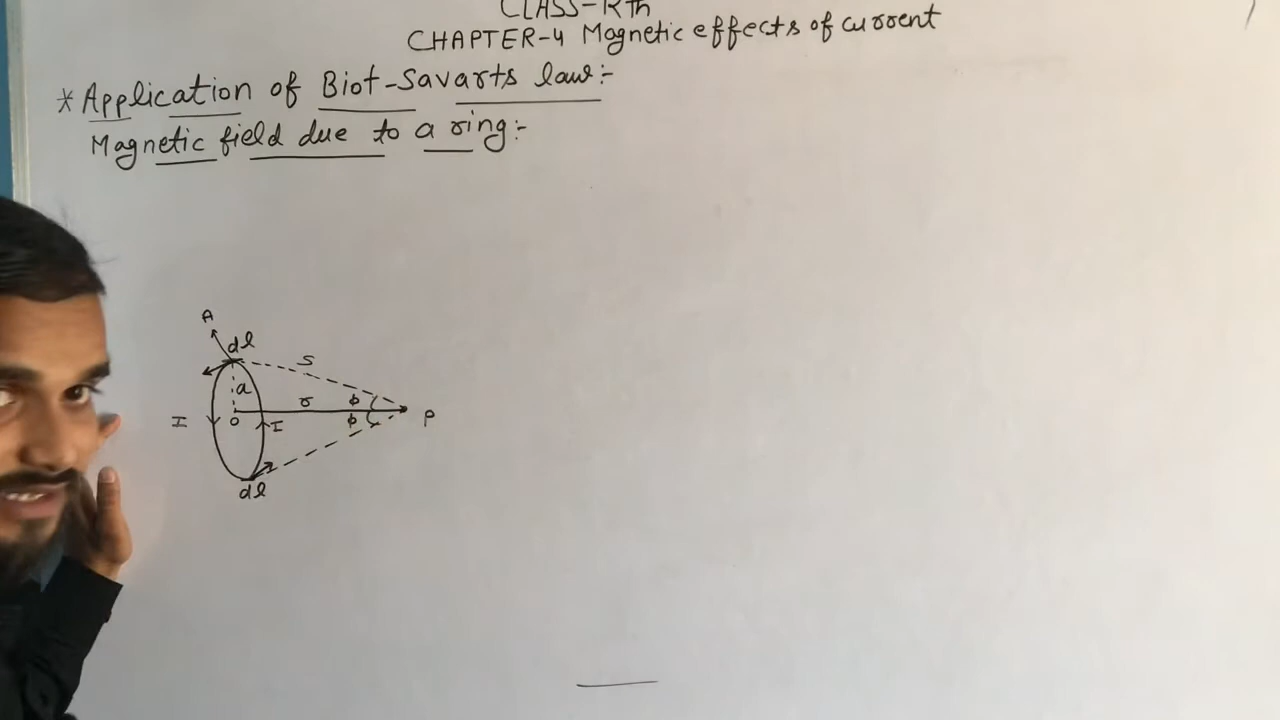 CLASS-
CHAPTER-4 Magnetic effects of current
*Application of Biot-Savarts law:-
Magnetic field due to a ring:-
A
dl
s
a
r
ϕ
I
o
I
ϕ
P
dl